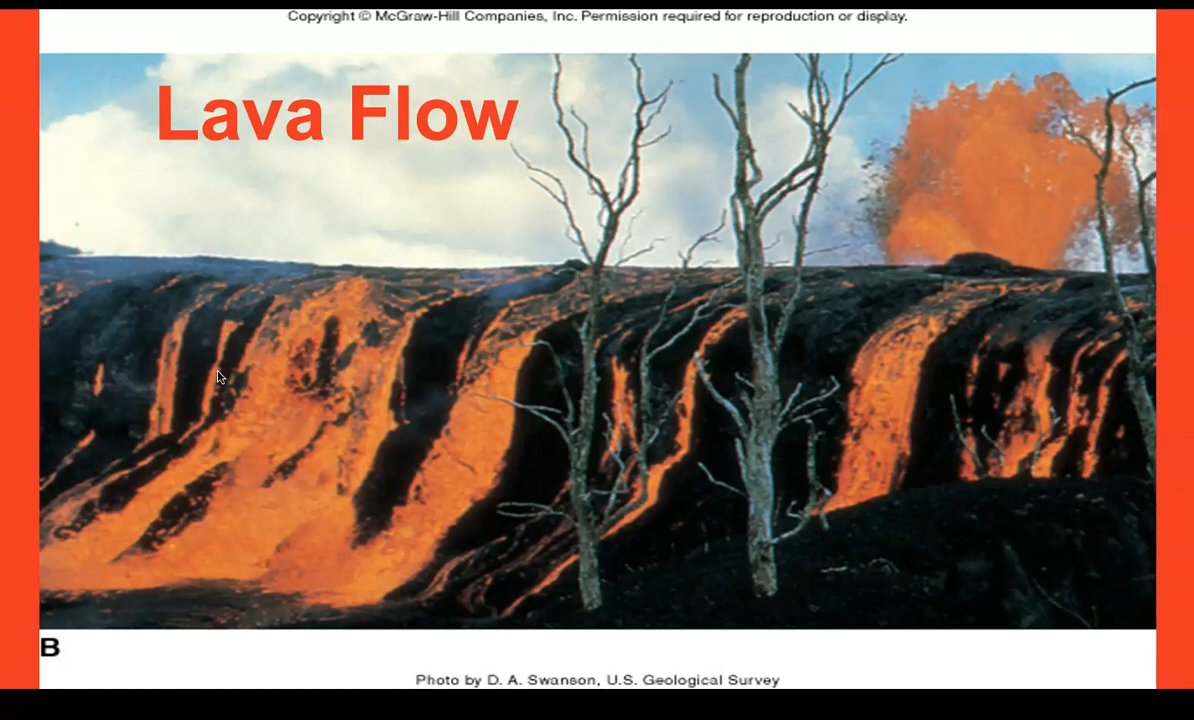 Copyright © McGraw-Hill Companies, Inc. Permission required for reproduction or display.
Lava Flow
B
Photo by D. A. Swanson, U.S. Geological Survey